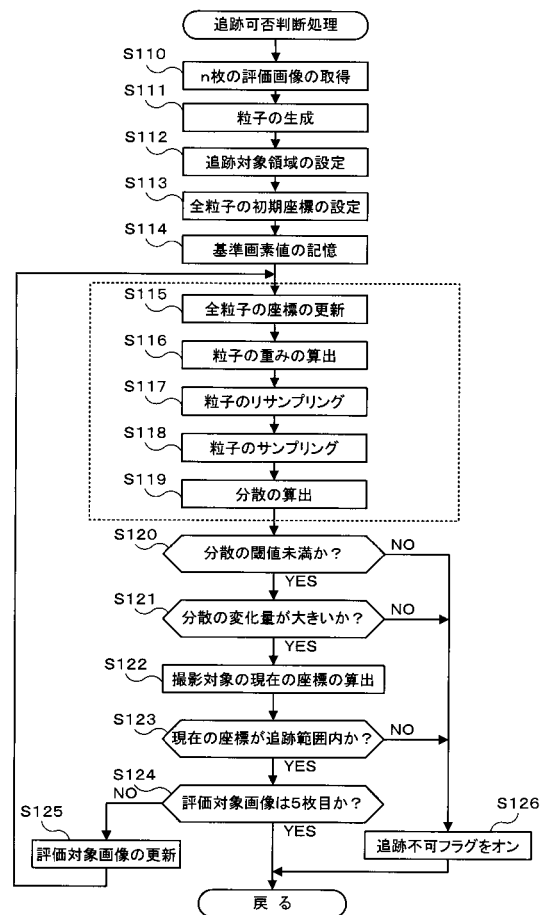 追跡可否判断処理
S110
n枚の評価画像の取得
S111
粒子の生成
S112
追跡対象領域の設定
S113
全粒子の初期座標の設定
S114
基準画素値の記憶
S115
全粒子の座標の更新
S116
粒子の重みの算出
S117
粒子のリサンプリング
S118
粒子のサンプリング
S119
分散の算出
S120
分散の閾値未満か?
NO
YES
S121
分散の変化量が大きいか?
NO
YES
S122
撮影対象の現在の座標の算出
S123
現在の座標が追跡範囲内か?
NO
YES
S124
評価対象画像は5枚目か?
NO
YES
S125
評価対象画像の更新
S126
追跡不可フラグをオン
戻る